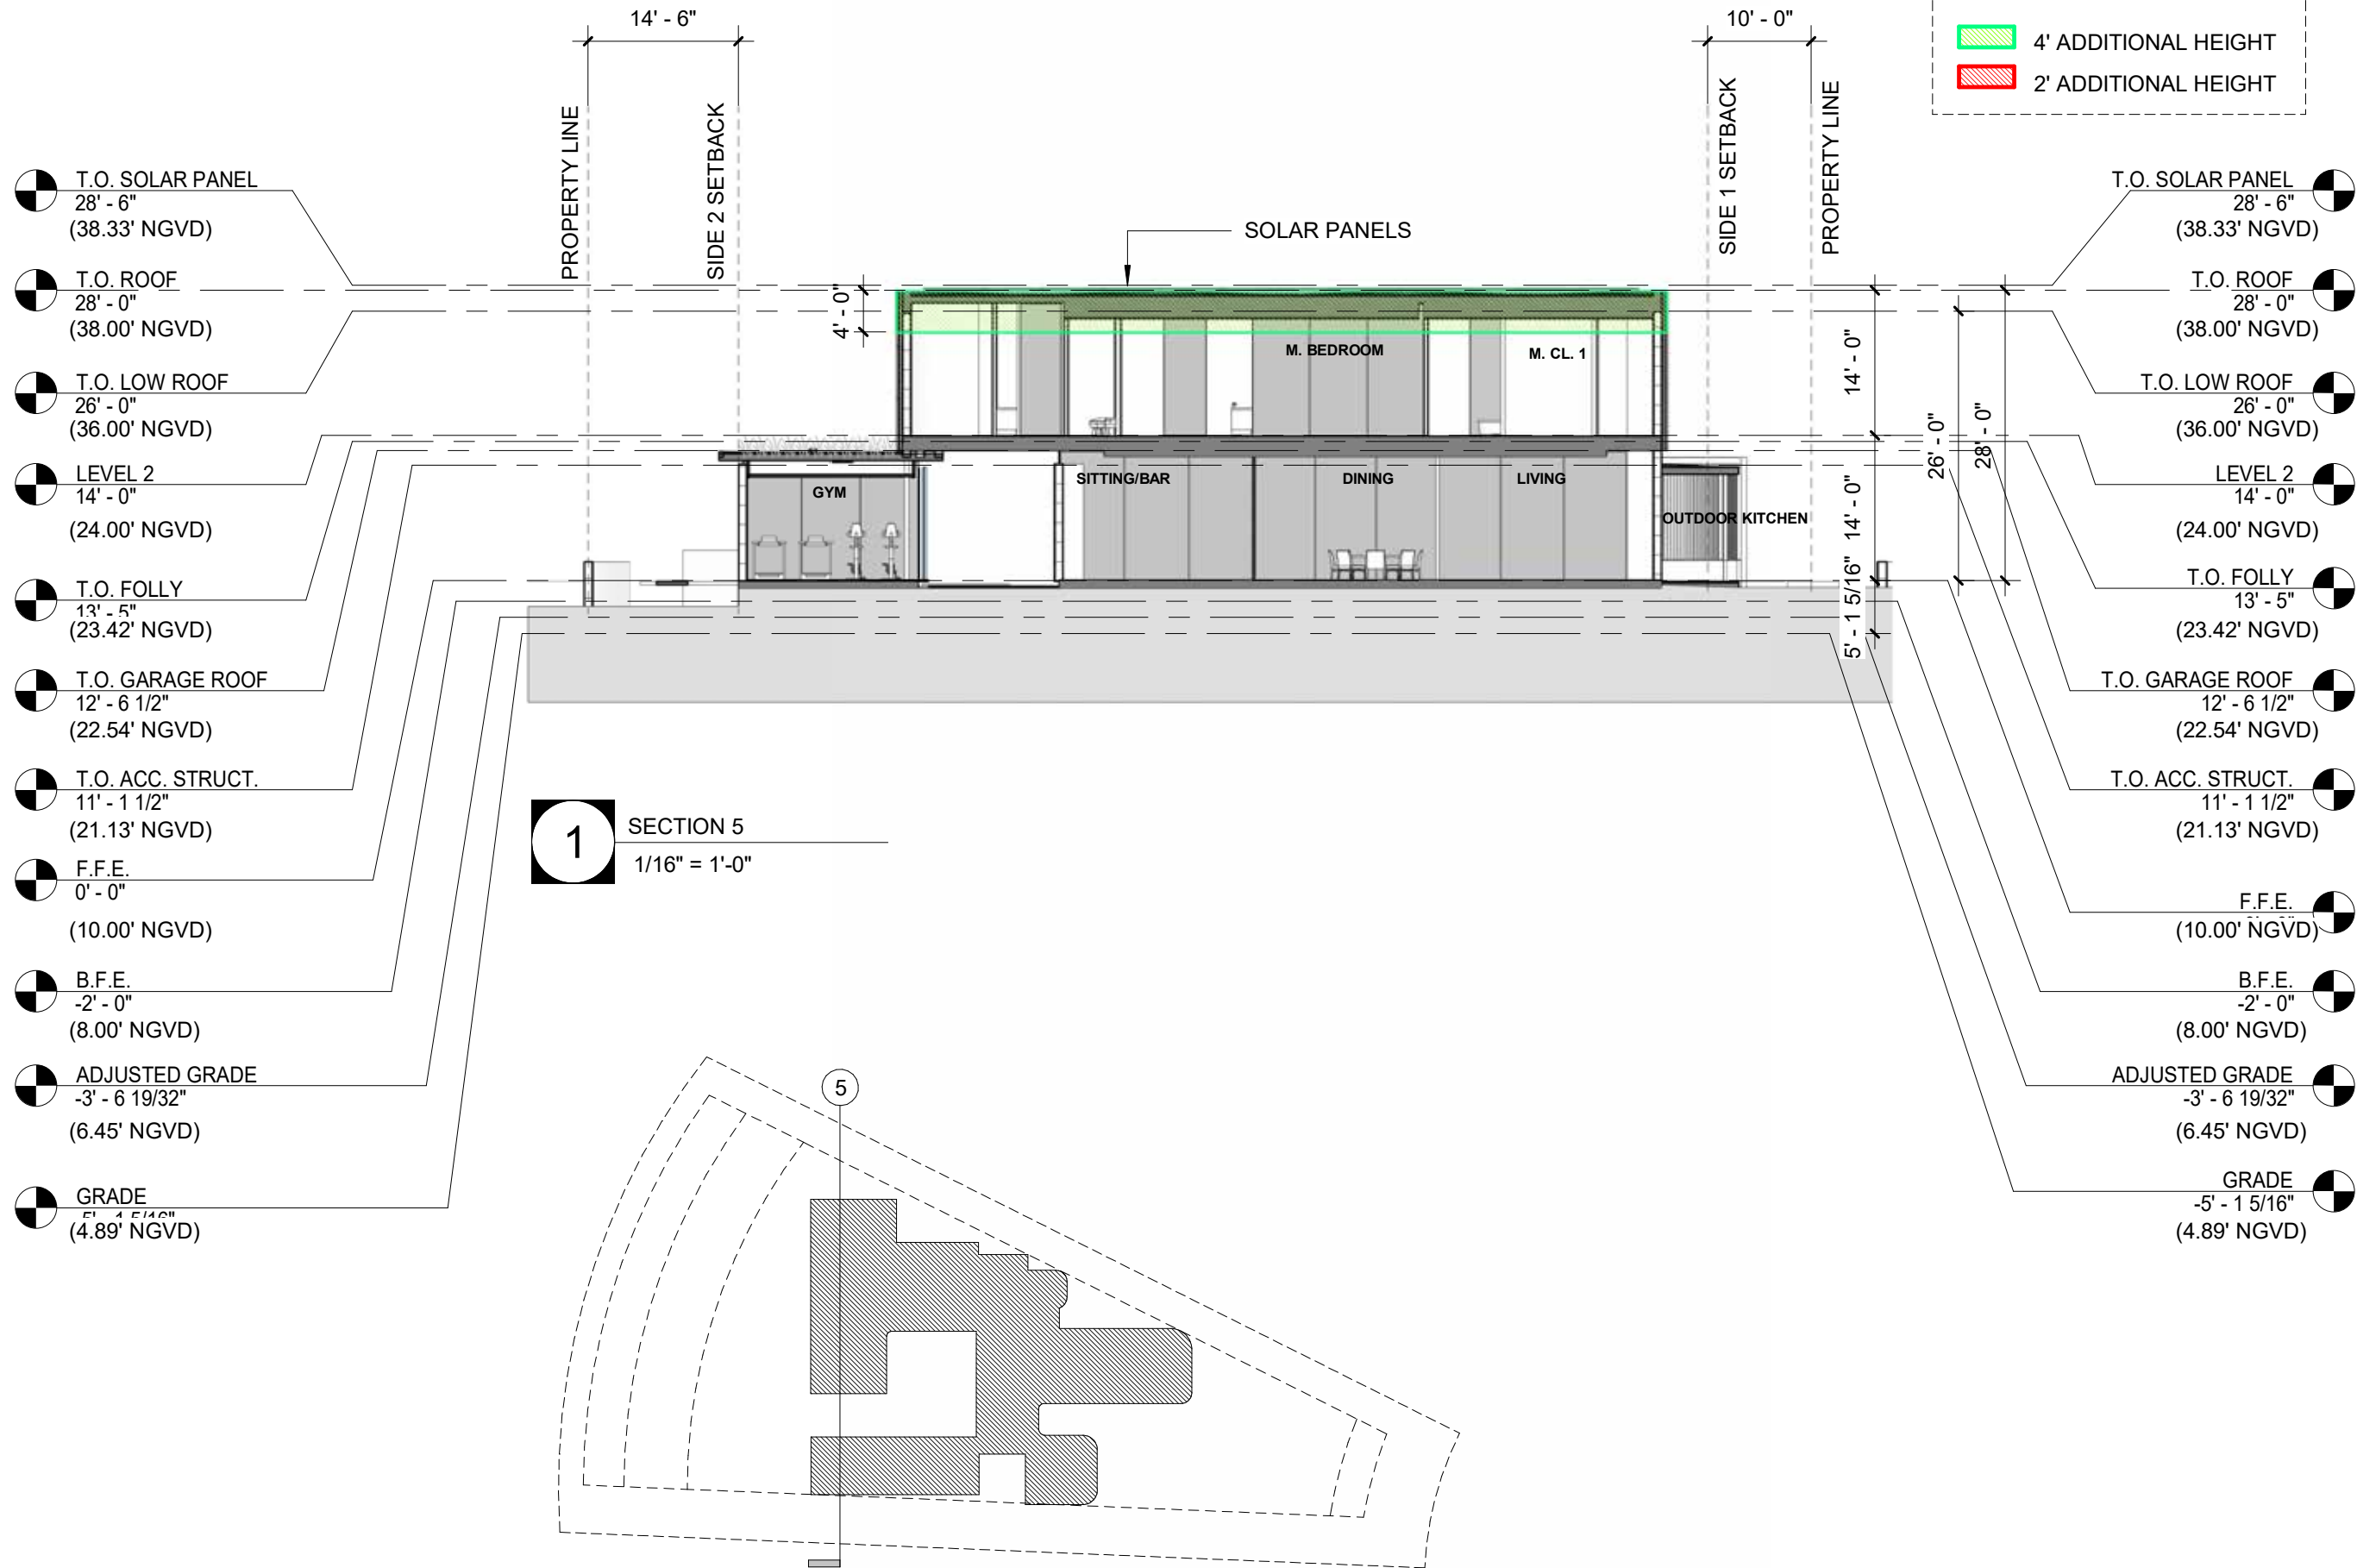 14' - 6"
10' - 0"
4' ADDITIONAL HEIGHT
2' ADDITIONAL HEIGHT
PROPERTY LINE
SIDE 2 SETBACK
SIDE 1 SETBACK
PROPERTY LINE
SOLAR PANELS
T.O. SOLAR PANEL
28' - 6"
(38.33' NGVD)
T.O. ROOF
28' - 0"
(38.00' NGVD)
T.O. LOW ROOF
26' - 0"
(36.00' NGVD)
LEVEL 2
14' - 0"
(24.00' NGVD)
T.O. FOLLY
13' - 5"
(23.42' NGVD)
T.O. GARAGE ROOF
12' - 6 1/2"
(22.54' NGVD)
T.O. ACC. STRUCT.
11' - 1 1/2"
(21.13' NGVD)
F.F.E.
0' - 0"
(10.00' NGVD)
B.F.E.
-2' - 0"
(8.00' NGVD)
ADJUSTED GRADE
-3' - 6 19/32"
(6.45' NGVD)
GRADE
-5' - 1 5/16"
(4.89' NGVD)
4' - 0"
M. BEDROOM
M. CL. 1
GYM
SITTING/BAR
DINING
LIVING
OUTDOOR KITCHEN
14' - 0"
14' - 0"
5' - 1 5/16"
26' - 0"
28' - 0"
T.O. SOLAR PANEL
28' - 6"
(38.33' NGVD)
T.O. ROOF
28' - 0"
(38.00' NGVD)
T.O. LOW ROOF
26' - 0"
(36.00' NGVD)
LEVEL 2
14' - 0"
(24.00' NGVD)
T.O. FOLLY
13' - 5"
(23.42' NGVD)
T.O. GARAGE ROOF
12' - 6 1/2"
(22.54' NGVD)
T.O. ACC. STRUCT.
11' - 1 1/2"
(21.13' NGVD)
F.F.E.
(10.00' NGVD)
B.F.E.
-2' - 0"
(8.00' NGVD)
ADJUSTED GRADE
-3' - 6 19/32"
(6.45' NGVD)
GRADE
-5' - 1 5/16"
(4.89' NGVD)
1
SECTION 5
1/16" = 1'-0"
5